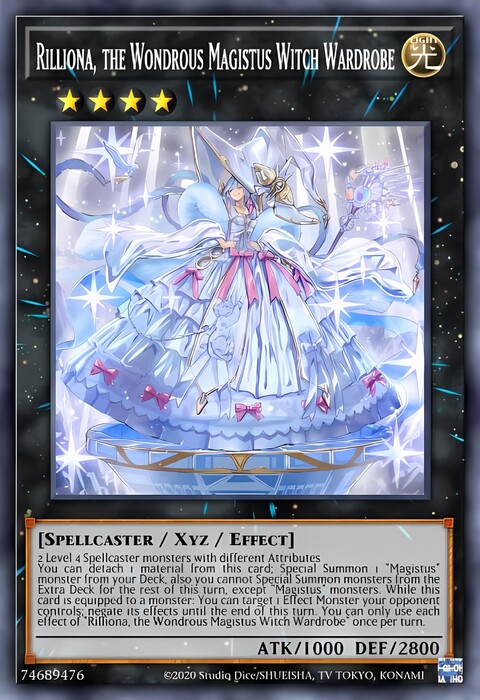 RILLIONA, THE WONDROUS MAGISTUS WITCH WARDROBE
LIGHT
光
[SPELLCASTER / XYZ / EFFECT]
2 Level 4 Spellcaster monsters with different Attributes
You can detach 1 material from this card; Special Summon 1 "Magistus"
monster from your Deck, also you cannot Special Summon monsters from the
Extra Deck for the rest of this turn, except "Magistus" monsters. While this
card is equipped to a monster: You can target 1 Effect Monster your opponent
controls; negate its effects until the end of this turn. You can only use each
effect of "Rilliona, the Wondrous Magistus Witch Wardrobe" once per turn.
ATK/1000 DEF/2800
74689476
©2020 Studio Dice/SHUEISHA, TV TOKYO, KONAMI